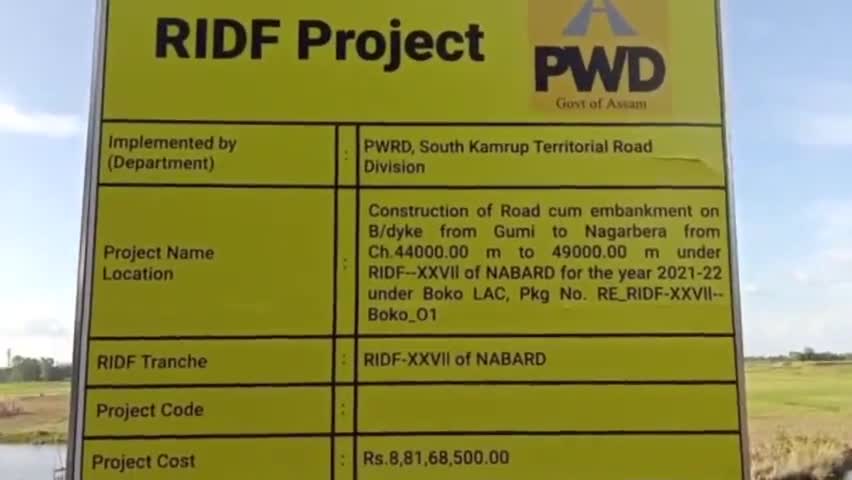 RIDF Project
PWD
Govt of Assam
Implemented by
(Department)
:
PWRD, South Kamrup Territorial Road
Division
Project Name
Location
:
Construction of Road cum embankment on
B/dyke from Gumi to Nagarbera from
Ch.44000.00 m to 49000.00 m under
RIDF--XXVII of NABARD for the year 2021-22
under Boko LAC, Pkg No. RE_RIDF-XXVII--
Boko_01
RIDF Tranche
:
RIDF-XXVII of NABARD
Project Code
:
Project Cost
:
Rs.8,81,68,500.00